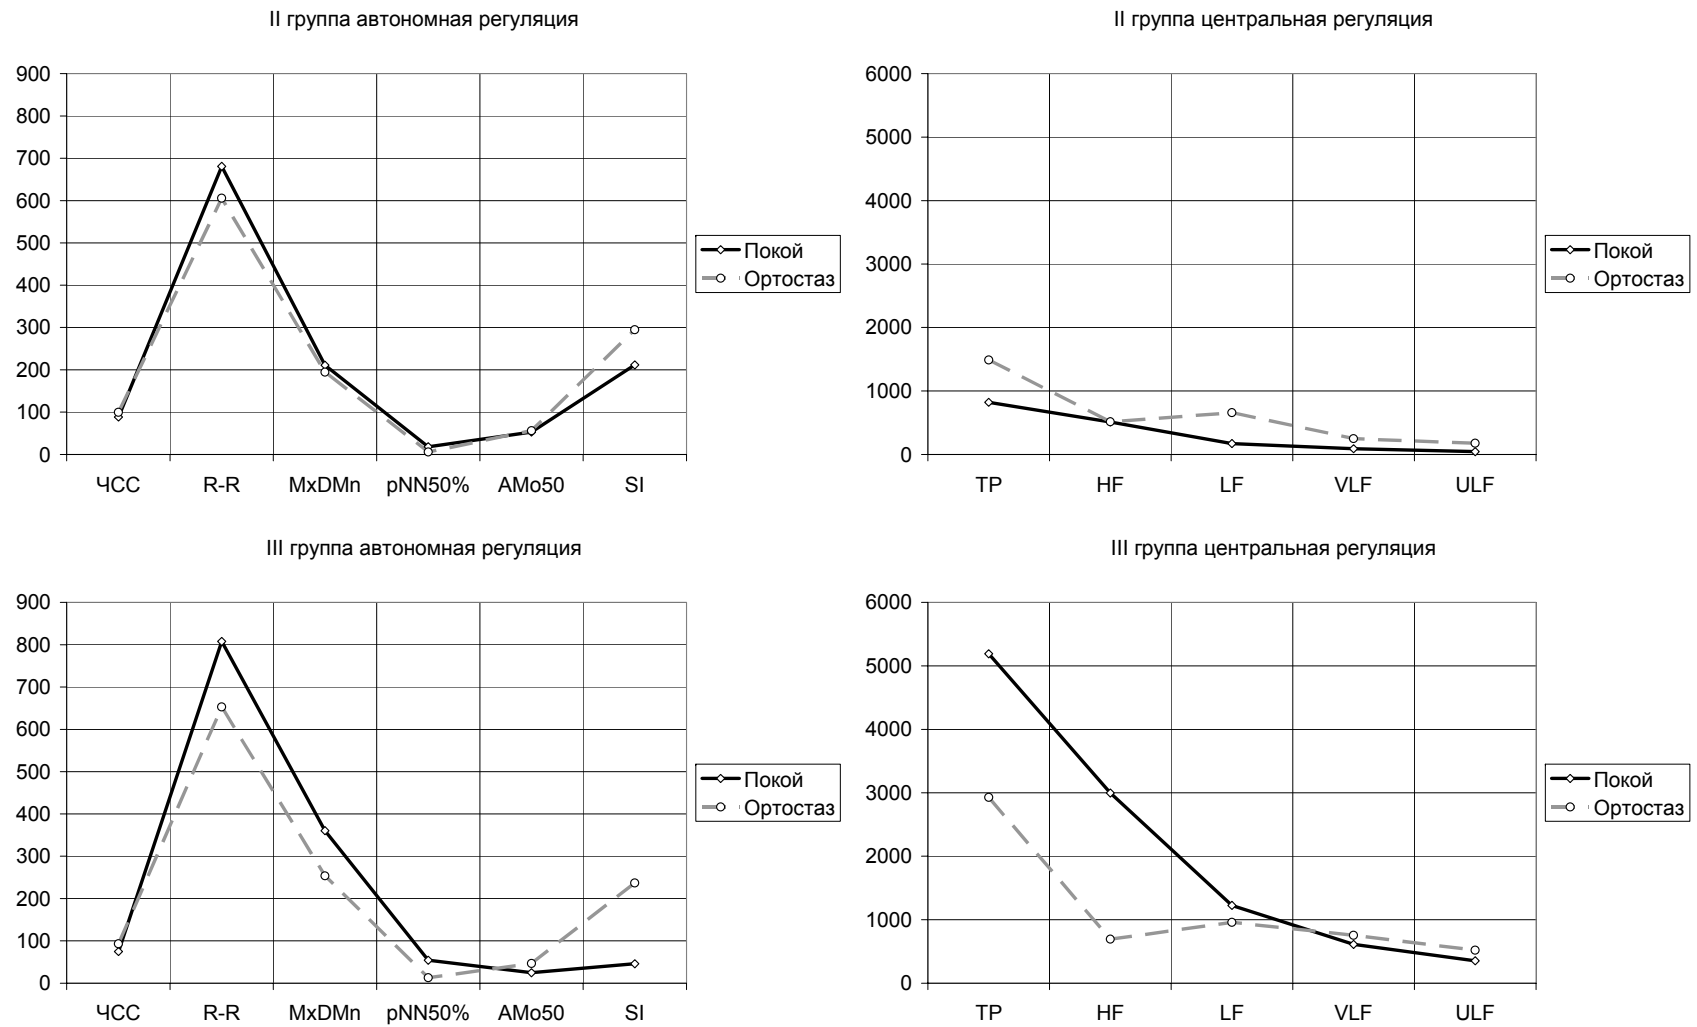 II группа автономная регуляция
900
800
700
600
500
400
300
200
100
0
ЧСС R-R MxDMn pNN50% AMo50 SI
Покой
Ортостаз
II группа центральная регуляция
6000
5000
4000
3000
2000
1000
0
TP HF LF VLF ULF
Покой
Ортостаз
III группа автономная регуляция
900
800
700
600
500
400
300
200
100
0
ЧСС R-R MxDMn pNN50% AMo50 SI
Покой
Ортостаз
III группа центральная регуляция
6000
5000
4000
3000
2000
1000
0
TP HF LF VLF ULF
Покой
Ортостаз